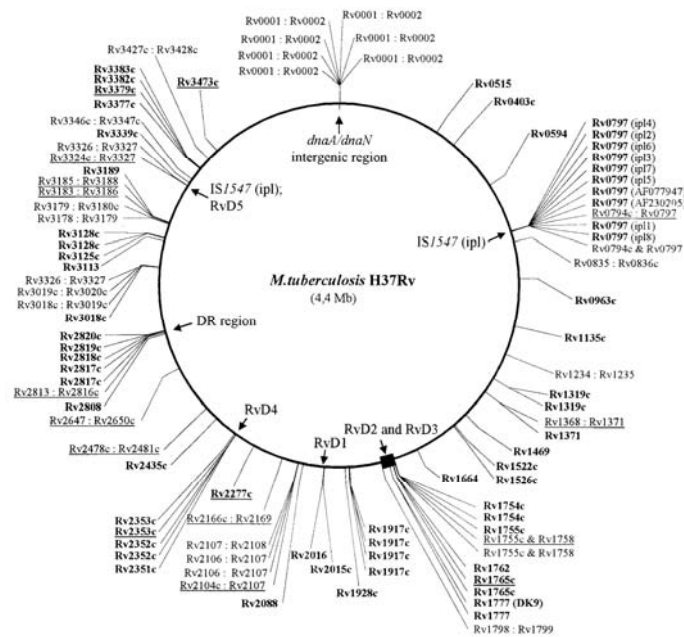 Rv0001 : Rv0002
Rv0001 : Rv0002
Rv0001 : Rv0002
Rv0001 : Rv0002
Rv0001 : Rv0002
Rv0001 : Rv0002
Rv0001 : Rv0002
dnaA/dnaN
intergenic region
Rv0515
Rv0403c
Rv0594
Rv0797 (ipl4)
Rv0797 (ipl2)
Rv0797 (ipl6)
Rv0797 (ipl3)
Rv0797 (ipl7)
Rv0797 (ipl5)
Rv0797 (AF077947)
Rv0797 (AF230295)
Rv0794c : Rv0797
Rv0797 (ipl1)
Rv0797 (ipl8)
Rv0794c & Rv0797
Rv0835 : Rv0836c
IS1547 (ipl)
Rv0963c
Rv1135c
Rv1234 : Rv1235
Rv1319c
Rv1319c
Rv1368 : Rv1371
Rv1371
Rv1469
Rv1522c
Rv1526c
Rv1664
RvD2 and RvD3
Rv1754c
Rv1754c
Rv1755c
Rv1755c & Rv1758
Rv1755c & Rv1758
Rv1762
Rv1765c
Rv1765c
Rv1777 (DK9)
Rv1777
Rv1798 : Rv1799
Rv1917c
Rv1917c
Rv1917c
Rv1917c
Rv1928c
RvD1
Rv2016
Rv2015c
Rv2277c
Rv2166c : Rv2169
Rv2107 : Rv2108
Rv2106 : Rv2107
Rv2106 : Rv2107
Rv2104c : Rv2107
Rv2088
RvD4
Rv2478c : Rv2481c
Rv2435c
Rv2353c
Rv2353c
Rv2352c
Rv2352c
Rv2351c
DR region
Rv2820c
Rv2819c
Rv2818c
Rv2817c
Rv2817c
Rv2813 : Rv2816c
Rv2808
Rv2647 : Rv2650c
Rv3427c : Rv3428c
Rv3383c
Rv3382c
Rv3379c
Rv3377c
Rv3473c
Rv3346c : Rv3347c
Rv3339c
Rv3326 : Rv3327
Rv3324c : Rv3327
Rv3189
Rv3185 : Rv3188
Rv3183 : Rv3186
Rv3179 : Rv3180c
Rv3178 : Rv3179
Rv3128c
Rv3128c
Rv3125c
Rv3113
Rv3326 : Rv3327
Rv3019c : Rv3020c
Rv3018c : Rv3019c
Rv3018c
IS1547 (ipl);
RvD5
M.tuberculosis H37Rv
(4,4 Mb)